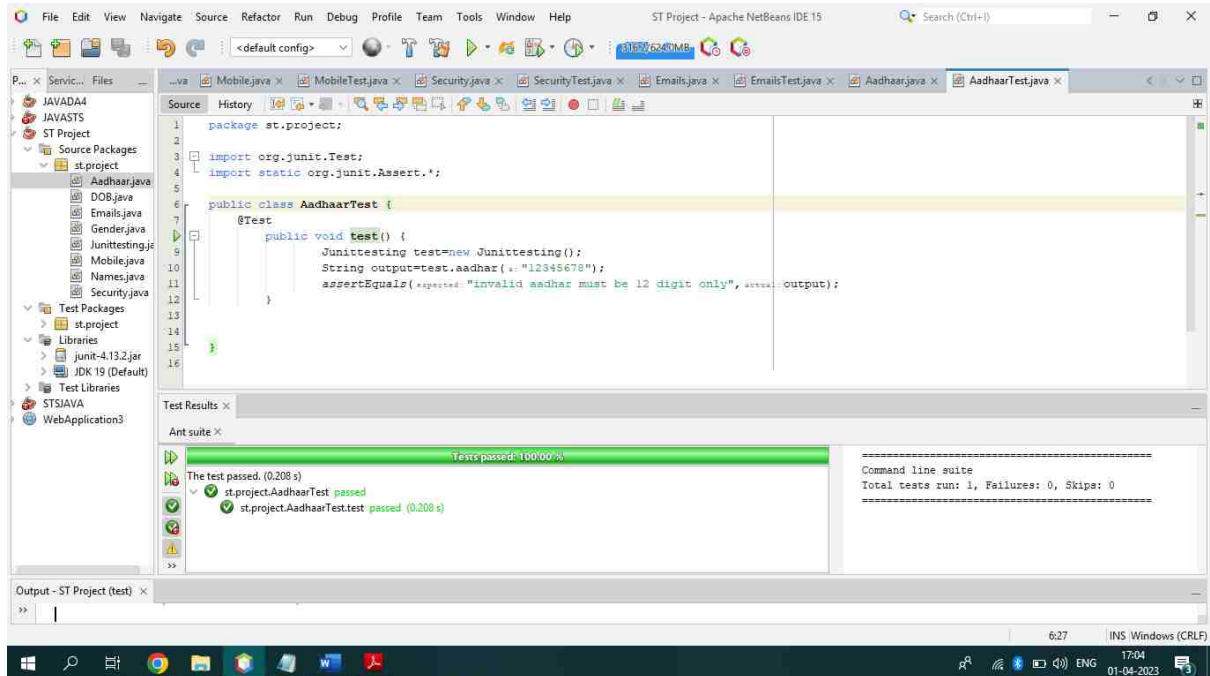 File Edit View Navigate Source Refactor Run Debug Profile Team Tools Window Help ST Project - Apache NetBeans IDE 15 Search (Ctrl+I)
<default config>
P... Servic... Files
...va Mobile.java MobileTest.java Security.java SecurityTest.java Emails.java EmailsTest.java Aadhaar.java AadhaarTest.java
JAVADA4
JAVASTS
ST Project
Source Packages
st.project
Aadhaar.java
DOB.java
Emails.java
Gender.java
Junittesting.ja
Mobile.java
Names.java
Security.java
Test Packages
st.project
Libraries
junit-4.13.2.jar
JDK 19 (Default)
Test Libraries
STSJAVA
WebApplication3
Source History
1 package st.project;
2
3 import org.junit.Test;
4 import static org.junit.Assert.*;
5
6 public class AadhaarTest {
7 @Test
public void test() {
9 Junittesting test=new Junittesting();
10 String output=test.aadhar("12345678");
11 assertEquals(expected: "invalid aadhar must be 12 digit only", actual: output);
12 }
13
14
15 }
16
Test Results
Ant suite
Tests passed: 100.00 %
The test passed. (0.208 s)
st.project.AadhaarTest passed
st.project.AadhaarTest.test passed (0.208 s)
Command line suite
Total tests run: 1, Failures: 0, Skips: 0
Output - ST Project (test)
6:27 INS Windows (CRLF)
ENG
17:04
01-04-2023